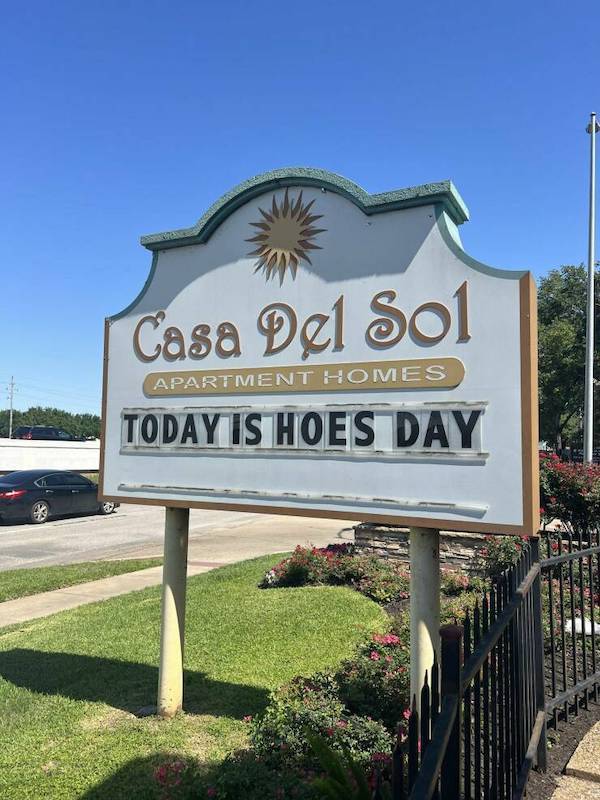 Casa Del Sol
APARTMENT HOMES
TODAY IS HOES DAY